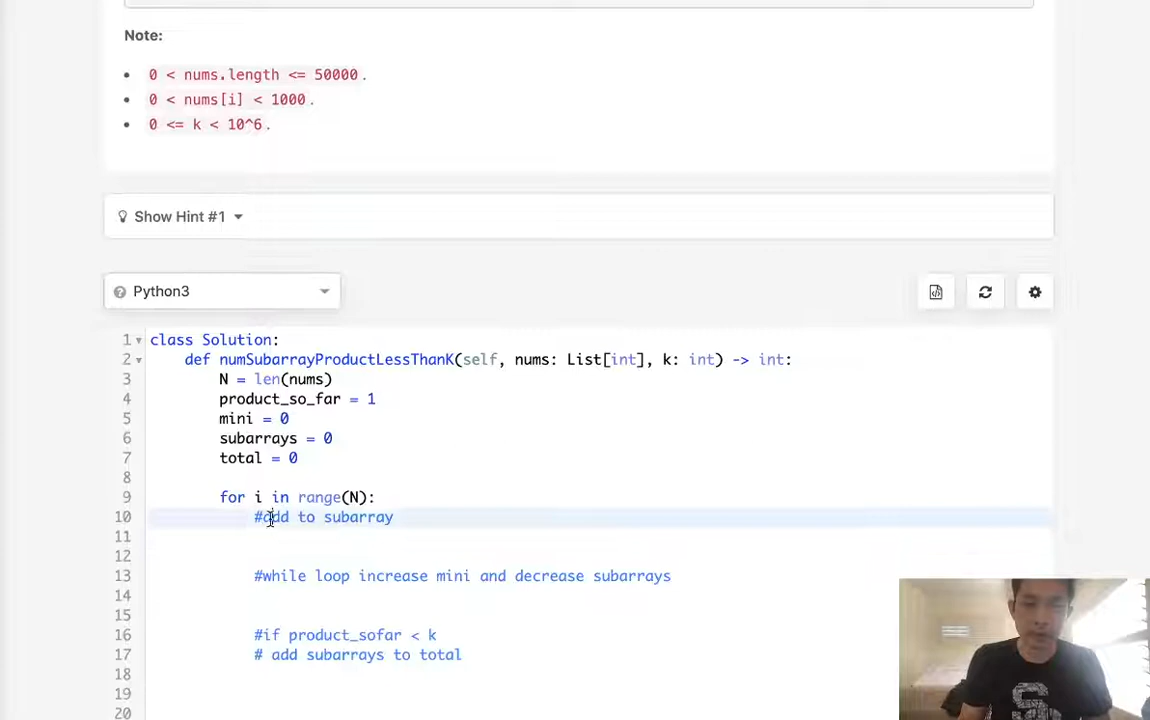 Note:
• 0 < nums.length <= 50000.
• 0 < nums[i] < 1000.
• 0 <= k < 10^6.
Show Hint #1
Python3
1 class Solution:
2     def numSubarrayProductLessThanK(self, nums: List[int], k: int) -> int:
3         N = len(nums)
4         product_so_far = 1
5         mini = 0
6         subarrays = 0
7         total = 0
8
9         for i in range(N):
10             #add to subarray
11
12
13             #while loop increase mini and decrease subarrays
14
15
16             #if product_sofar < k
17             # add subarrays to total
18
19
20